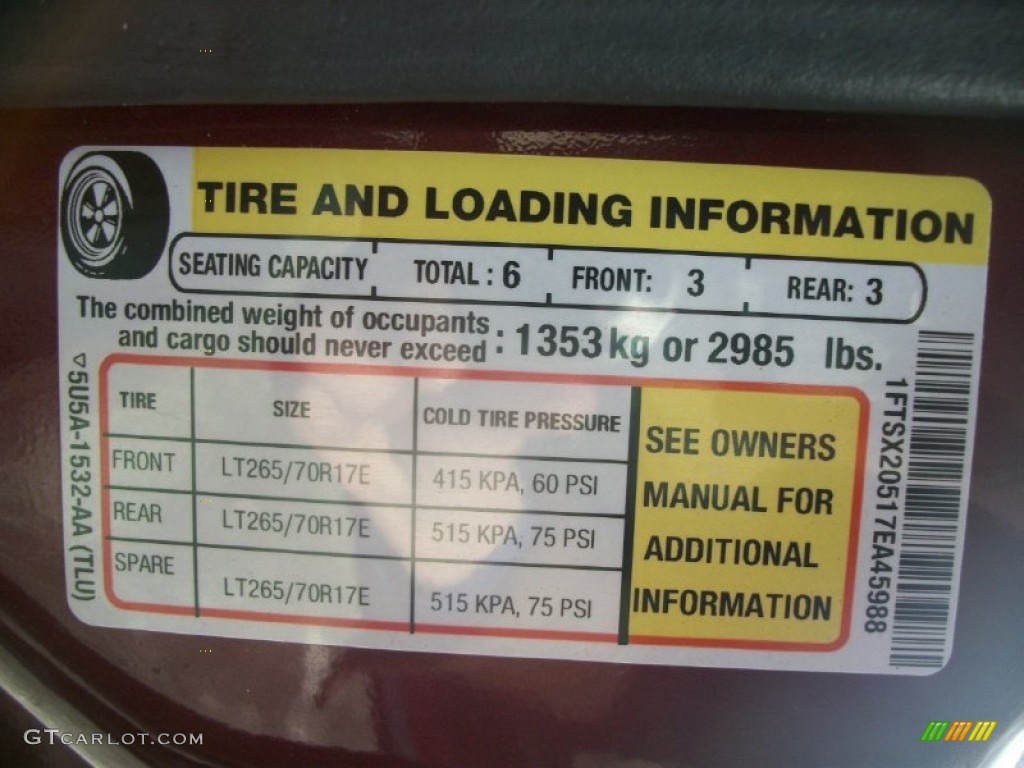 TIRE AND LOADING INFORMATION
SEATING CAPACITY TOTAL : 6 FRONT: 3 REAR: 3
The combined weight of occupants
and cargo should never exceed : 1353 kg or 2985 lbs.
TIRE SIZE COLD TIRE PRESSURE
FRONT LT265/70R17E 415 KPA, 60 PSI
REAR LT265/70R17E 515 KPA, 75 PSI
SPARE LT265/70R17E 515 KPA, 75 PSI
SEE OWNERS
MANUAL FOR
ADDITIONAL
INFORMATION
5U5A-1532-AA (TLU)
1FTSX20517EA45988
GTCARLOT.COM